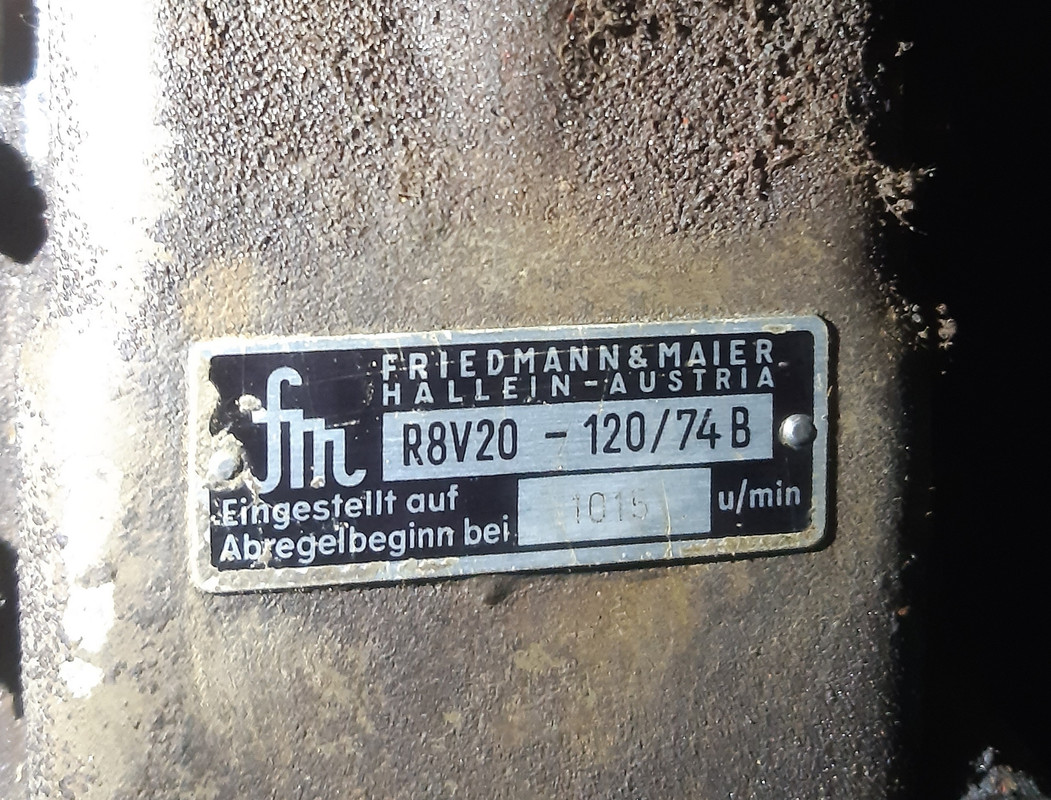 fm
FRIEDMANN & MAIER
HALLEIN - AUSTRIA
R8V20 - 120/74 B
Eingestellt auf
Abregelbeginn bei 1015 u/min